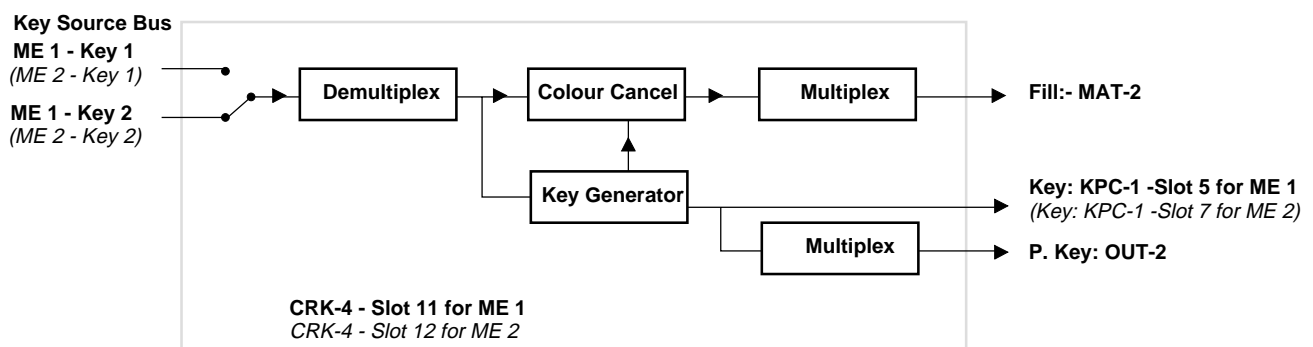 Key Source Bus
ME 1 - Key 1
(ME 2 - Key 1)
ME 1 - Key 2
(ME 2 - Key 2)
Demultiplex
Colour Cancel
Multiplex
Fill:- MAT-2
Key Generator
Key: KPC-1 -Slot 5 for ME 1
(Key: KPC-1 -Slot 7 for ME 2)
Multiplex
P. Key: OUT-2
CRK-4 - Slot 11 for ME 1
CRK-4 - Slot 12 for ME 2